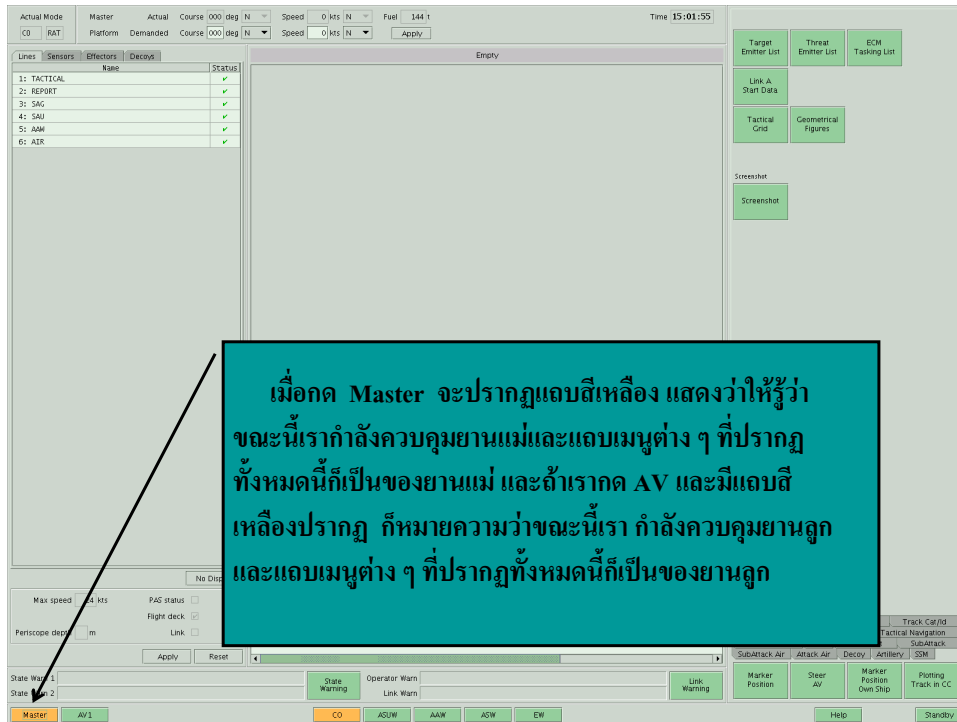 Actual Mode Master Actual Course 000 deg N Speed 0 kts N Fuel 144 t Time 15:01:55
CO RAT Platform Demanded Course 000 deg N Speed 0 kts N Apply
Lines Sensors Effectors Decoys
Name Status
1: TACTICAL
2: REPORT
3: SAG
4: SAU
5: AAW
6: AIR
Empty
Target Emitter List
Threat Emitter List
ECM Tasking List
Link A Start Data
Tactical Grid
Geometrical Figures
Screenshot
Screenshot
เมื่อกด Master จะปรากฏแถบสีเหลือง แสดงว่าให้รู้ว่า
ขณะนี้เรากำลังควบคุมยานแม่และแถบเมนูต่าง ๆ ที่ปรากฏ
ทั้งหมดนี้ก็เป็นของยานแม่ และถ้าเรากด AV และมีแถบสี
เหลืองปรากฏ ก็หมายความว่าขณะนี้เรา กำลังควบคุมยานลูก
และแถบเมนูต่าง ๆ ที่ปรากฏทั้งหมดนี้ก็เป็นของยานลูก
No Disp
Max speed 24 kts PAS status
Flight deck
Periscope depth m Link
Apply Reset
Track Cat/Id
Tactical Navigation
SubAttack
SubAttack Air Attack Air Decoy Artillery SSM
State Warn 1
State Warn 2
State Warning
Operator Warn
Link Warn
Link Warning
Marker Position
Steer AV
Marker Position Own Ship
Plotting Track in CC
Master AV1 CO ASUW AAW ASW EW Help Standby